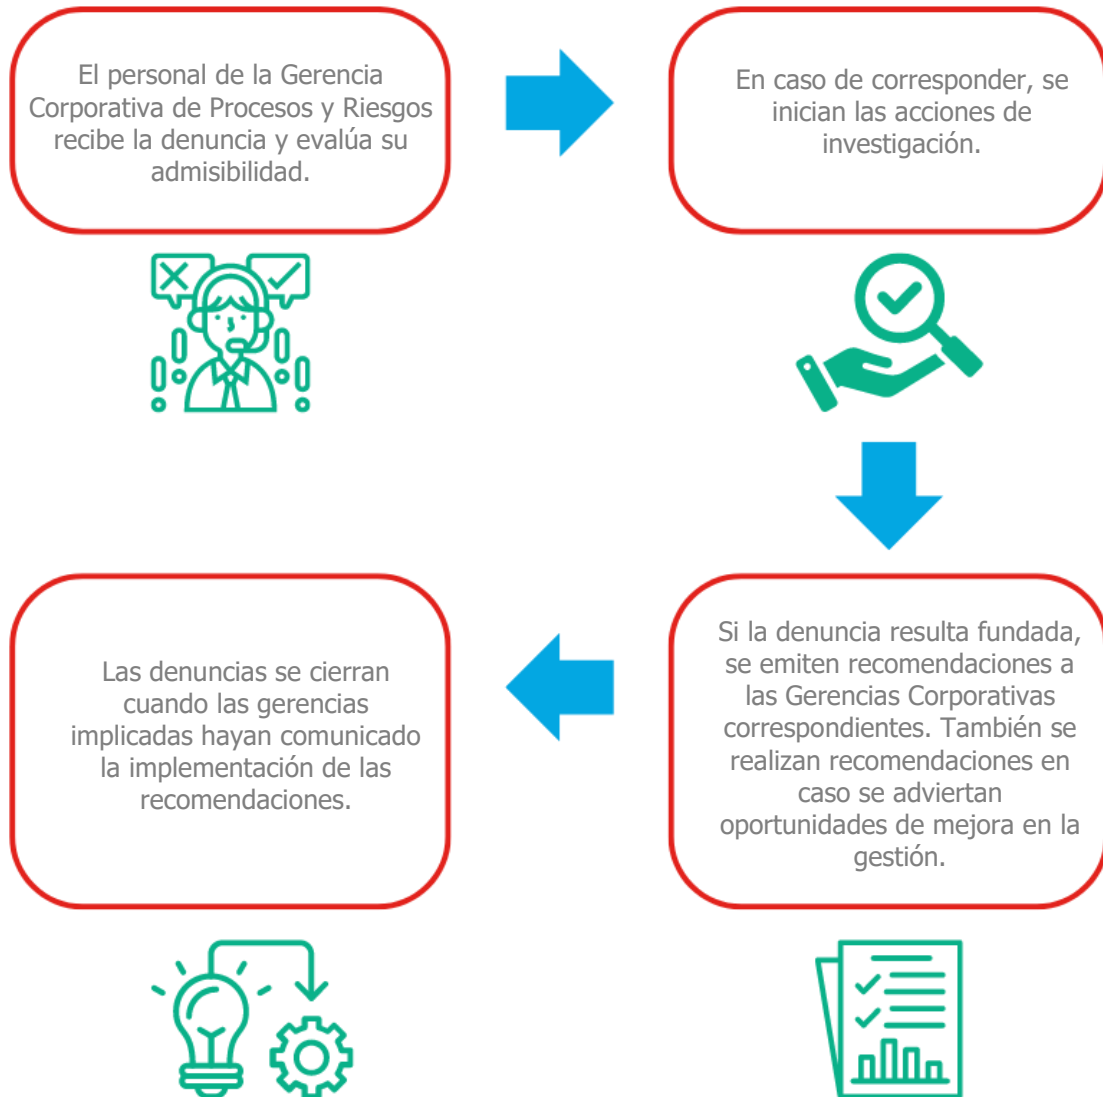 El personal de la Gerencia
Corporativa de Procesos y Riesgos
recibe la denuncia y evalúa su
admisibilidad.
En caso de corresponder, se
inician las acciones de
investigación.
Si la denuncia resulta fundada,
se emiten recomendaciones a
las Gerencias Corporativas
correspondientes. También se
realizan recomendaciones en
caso se adviertan
oportunidades de mejora en la
gestión.
Las denuncias se cierran
cuando las gerencias
implicadas hayan comunicado
la implementación de las
recomendaciones.